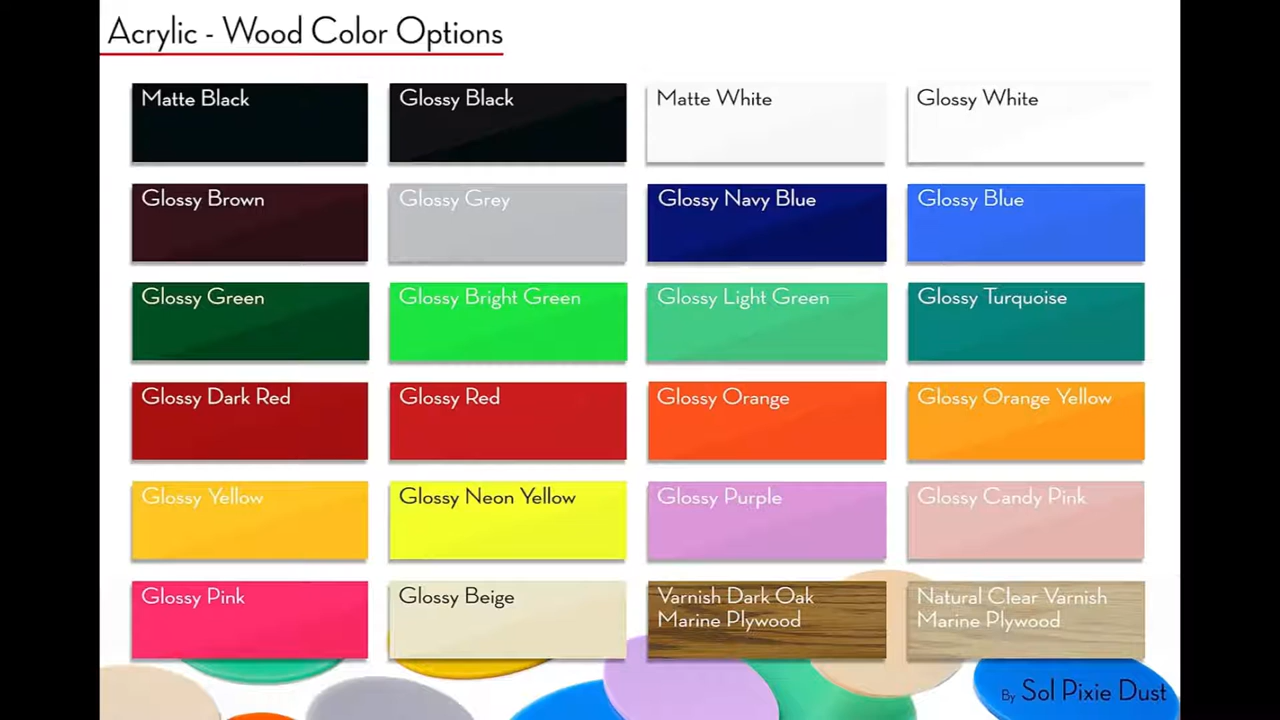 Acrylic - Wood Color Options
Matte Black
Glossy Black
Matte White
Glossy White
Glossy Brown
Glossy Grey
Glossy Navy Blue
Glossy Blue
Glossy Green
Glossy Bright Green
Glossy Light Green
Glossy Turquoise
Glossy Dark Red
Glossy Red
Glossy Orange
Glossy Orange Yellow
Glossy Yellow
Glossy Neon Yellow
Glossy Purple
Glossy Candy Pink
Glossy Pink
Glossy Beige
Varnish Dark Oak
Marine Plywood
Natural Clear Varnish
Marine Plywood
By Sol Pixie Dust